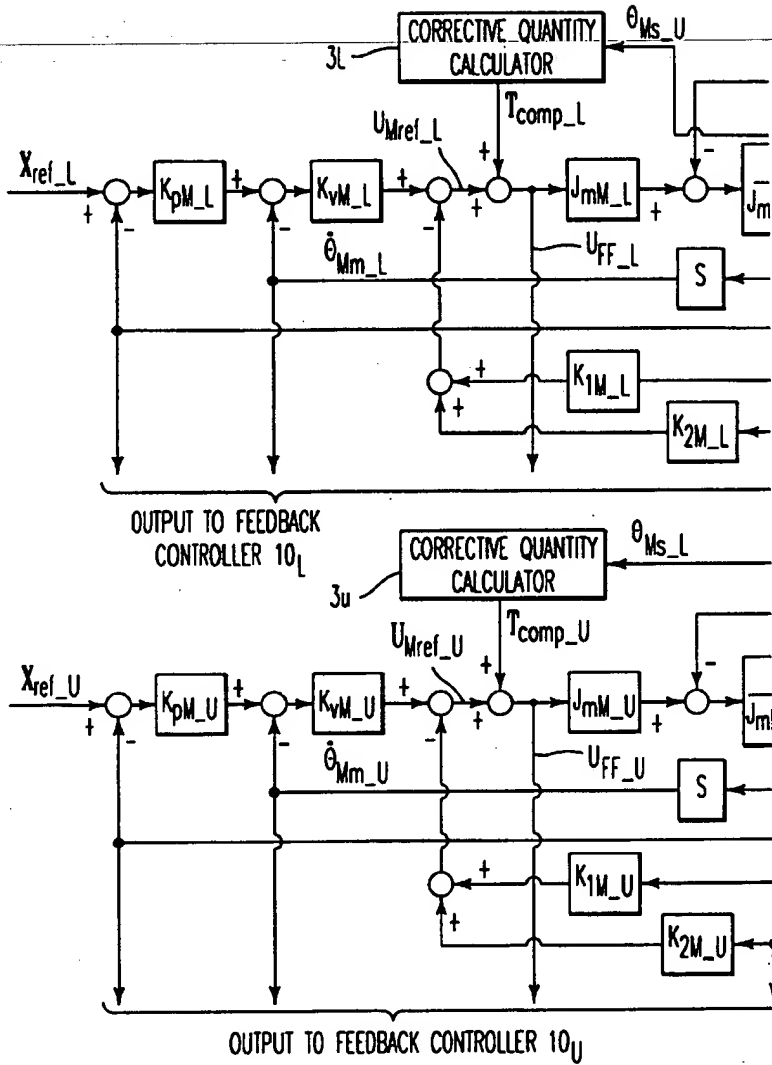 CORRECTIVE QUANTITY
CALCULATOR
3L
θMs_U
Tcomp_L
UMref_L
Xref_L
+
-
KpM_L
+
-
KvM_L
+
-
+
+
JmM_L
+
-
Jm
θ̇Mm_L
UFF_L
S
+
K1M_L
+
K2M_L
OUTPUT TO FEEDBACK
CONTROLLER 10L
CORRECTIVE QUANTITY
CALCULATOR
3u
θMs_L
Tcomp_U
UMref_U
Xref_U
+
-
KpM_U
+
-
KvM_U
+
-
+
+
JmM_U
+
-
Jm
θ̇Mm_U
UFF_U
S
+
K1M_U
+
K2M_U
OUTPUT TO FEEDBACK CONTROLLER 10U